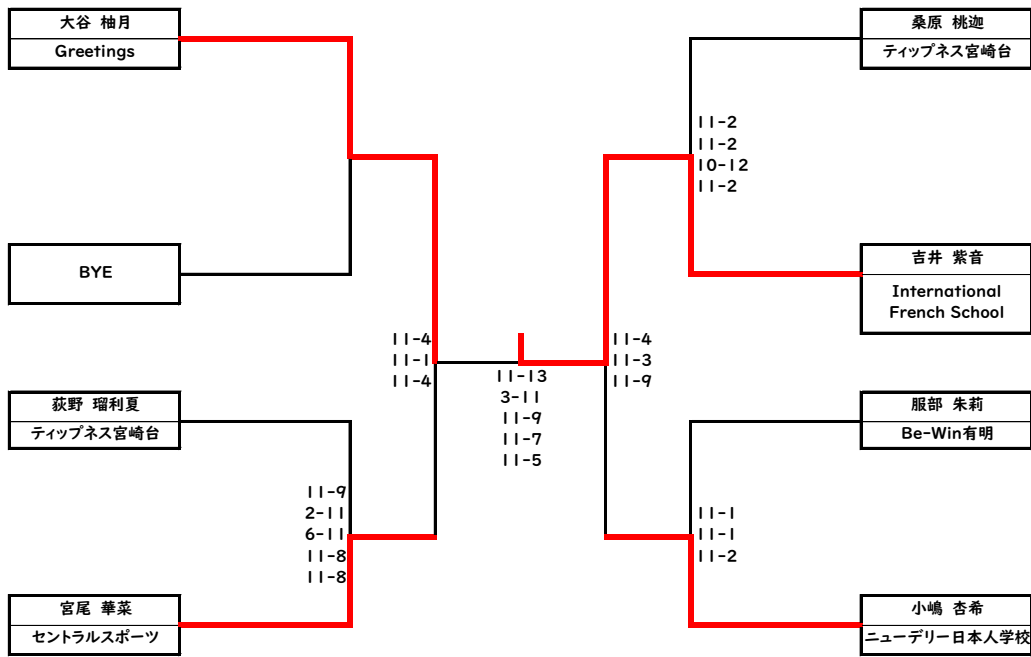 大谷 柚月
Greetings
BYE
荻野 瑠利夏
ティップネス宮崎台
宮尾 華菜
セントラルスポーツ
11-9
2-11
6-11
11-8
11-8
11-4
11-1
11-4
11-13
3-11
11-9
11-7
11-5
11-4
11-3
11-9
11-2
11-2
10-12
11-2
11-1
11-1
11-2
桑原 桃迦
ティップネス宮崎台
吉井 紫音
International
French School
服部 朱莉
Be-Win有明
小嶋 杏希
ニューデリー日本人学校